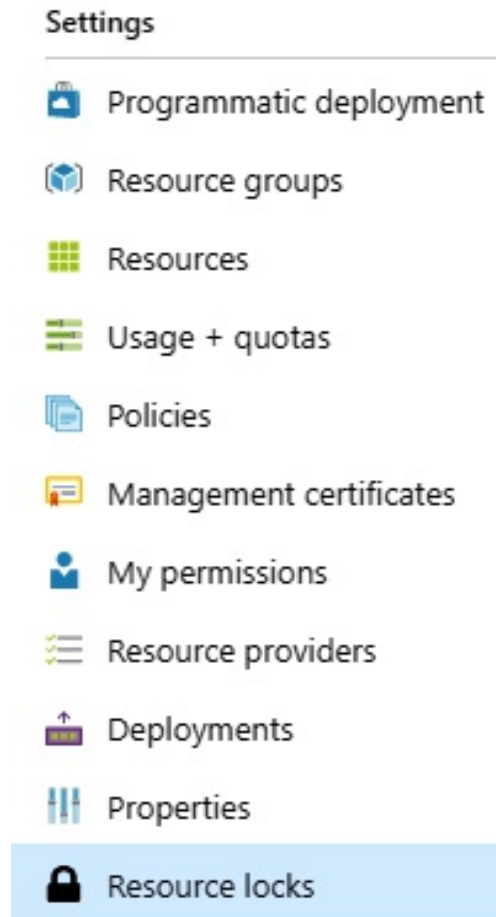 Settings
Programmatic deployment
Resource groups
Resources
Usage + quotas
Policies
Management certificates
My permissions
Resource providers
Deployments
Properties
Resource locks